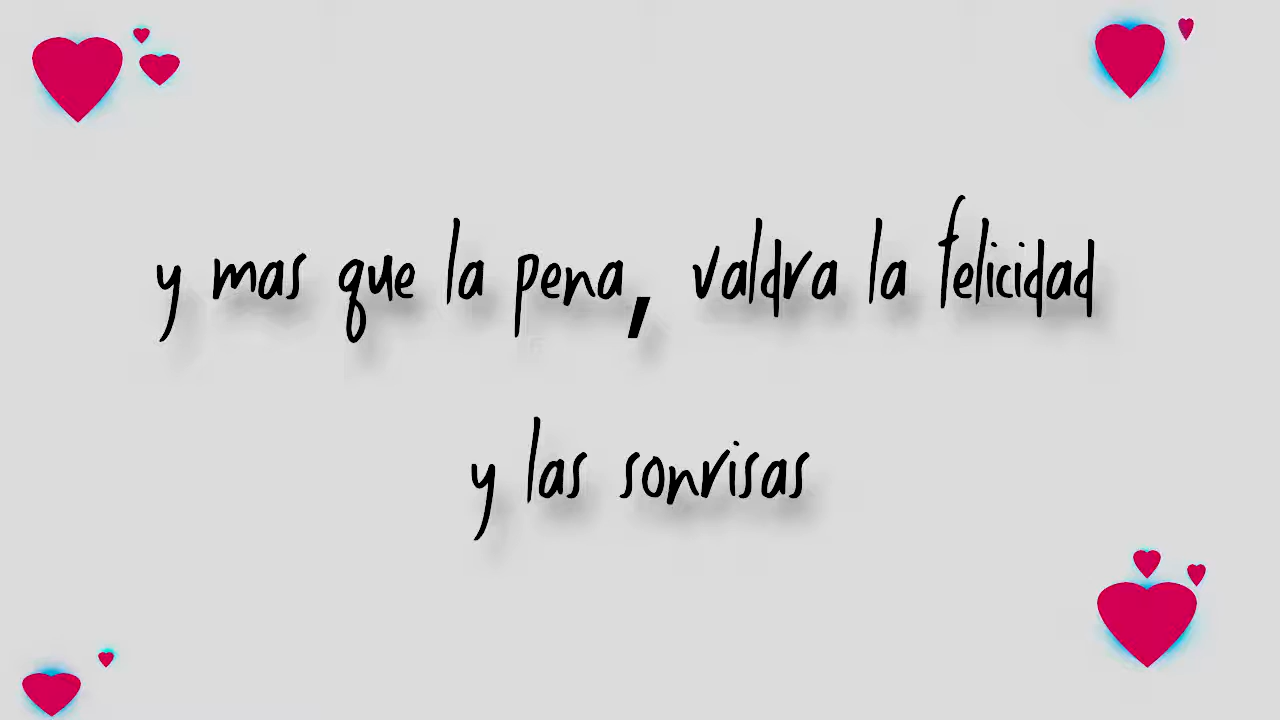 y mas que la pena, valdra la felicidad
y las sonrisas